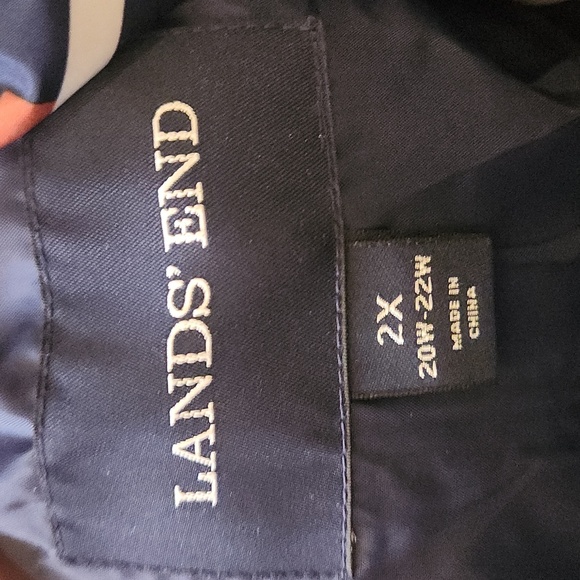 LANDS' END
2X
20W-22W
MADE IN
CHINA